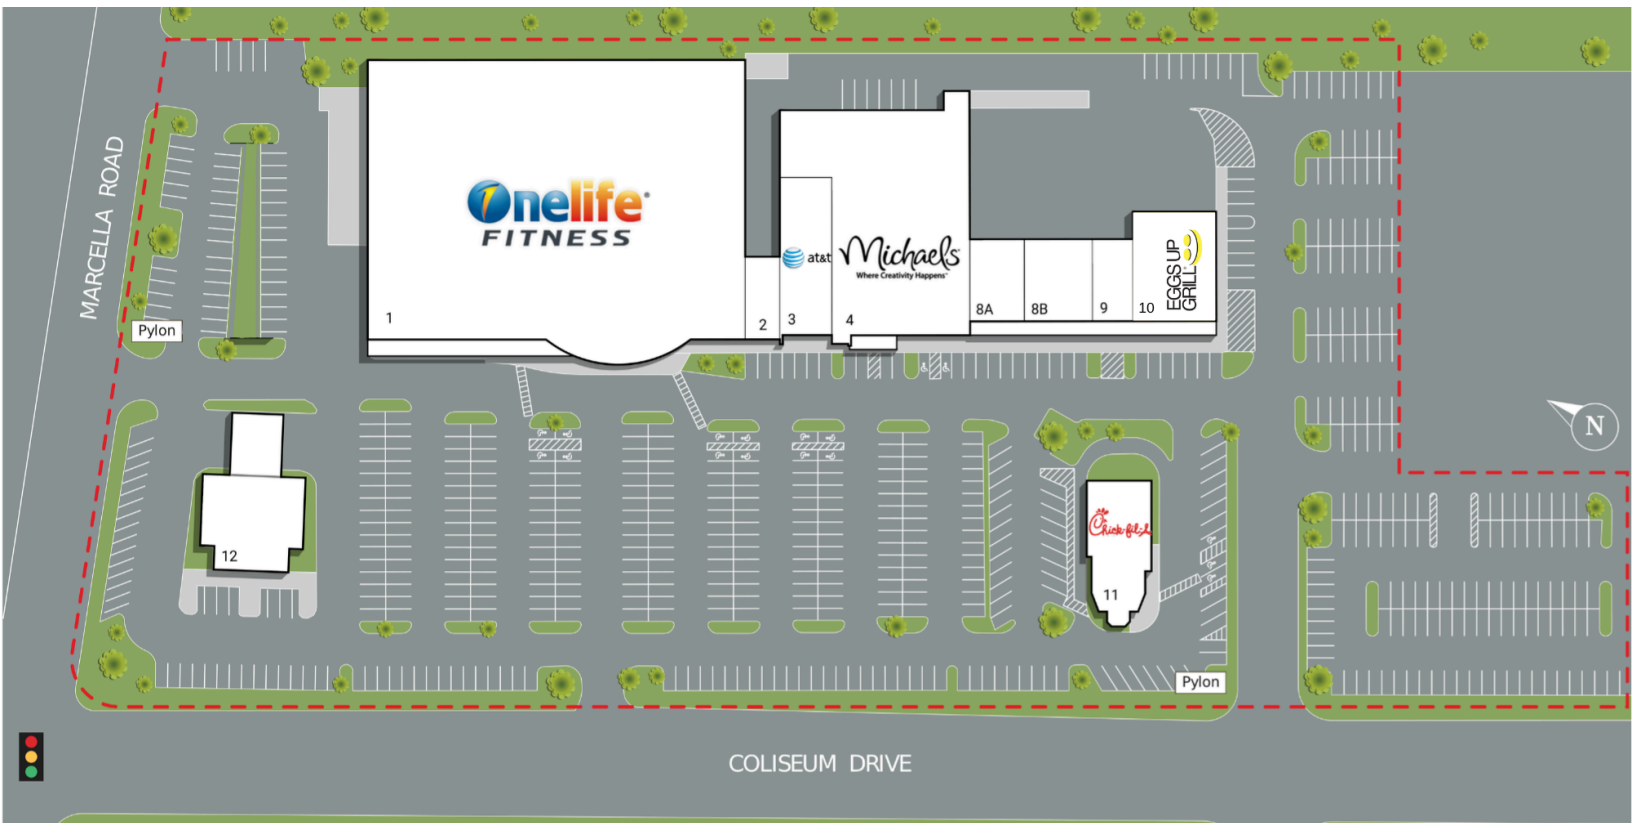 MARCELLA ROAD
Pylon
Onelife
FITNESS
1
2
at&t
3
Michaels
Where Creativity Happens™
4
8A
8B
9
10
EGGS UP
GRILL
N
12
Chick-fil-A
11
Pylon
COLISEUM DRIVE